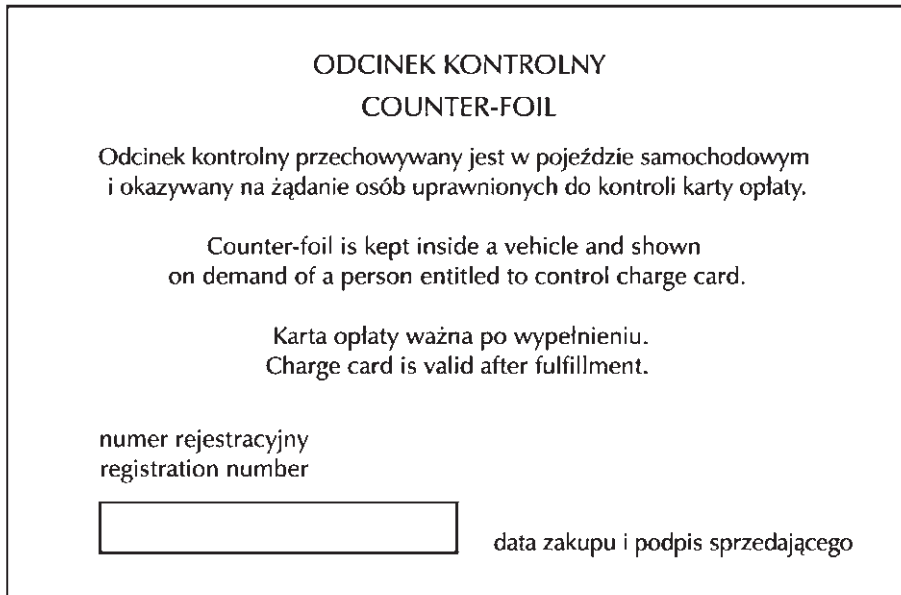 ODCINEK KONTROLNY
COUNTER-FOIL
Odcinek kontrolny przechowywany jest w pojeździe samochodowym
i okazywany na żądanie osób uprawnionych do kontroli karty opłaty.
Counter-foil is kept inside a vehicle and shown
on demand of a person entitled to control charge card.
Karta opłaty ważna po wypełnieniu.
Charge card is valid after fulfillment.
numer rejestracyjny
registration number
data zakupu i podpis sprzedającego